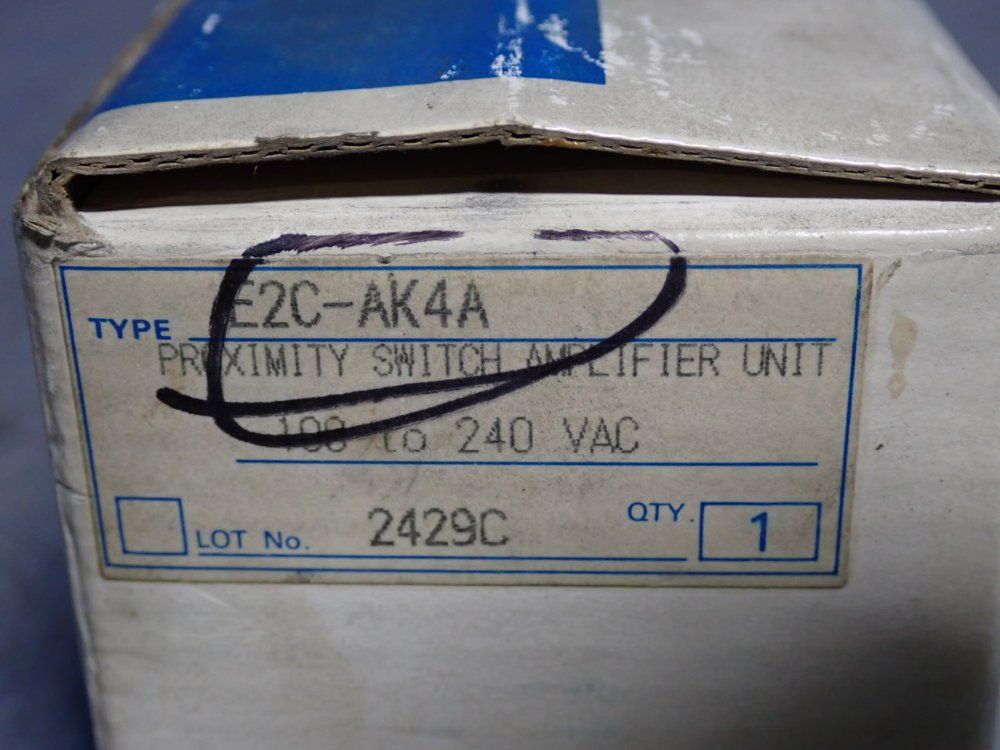 TYPE E2C-AK4A
PROXIMITY SWITCH AMPLIFIER UNIT
100 to 240 VAC
LOT No. 2429C QTY. 1